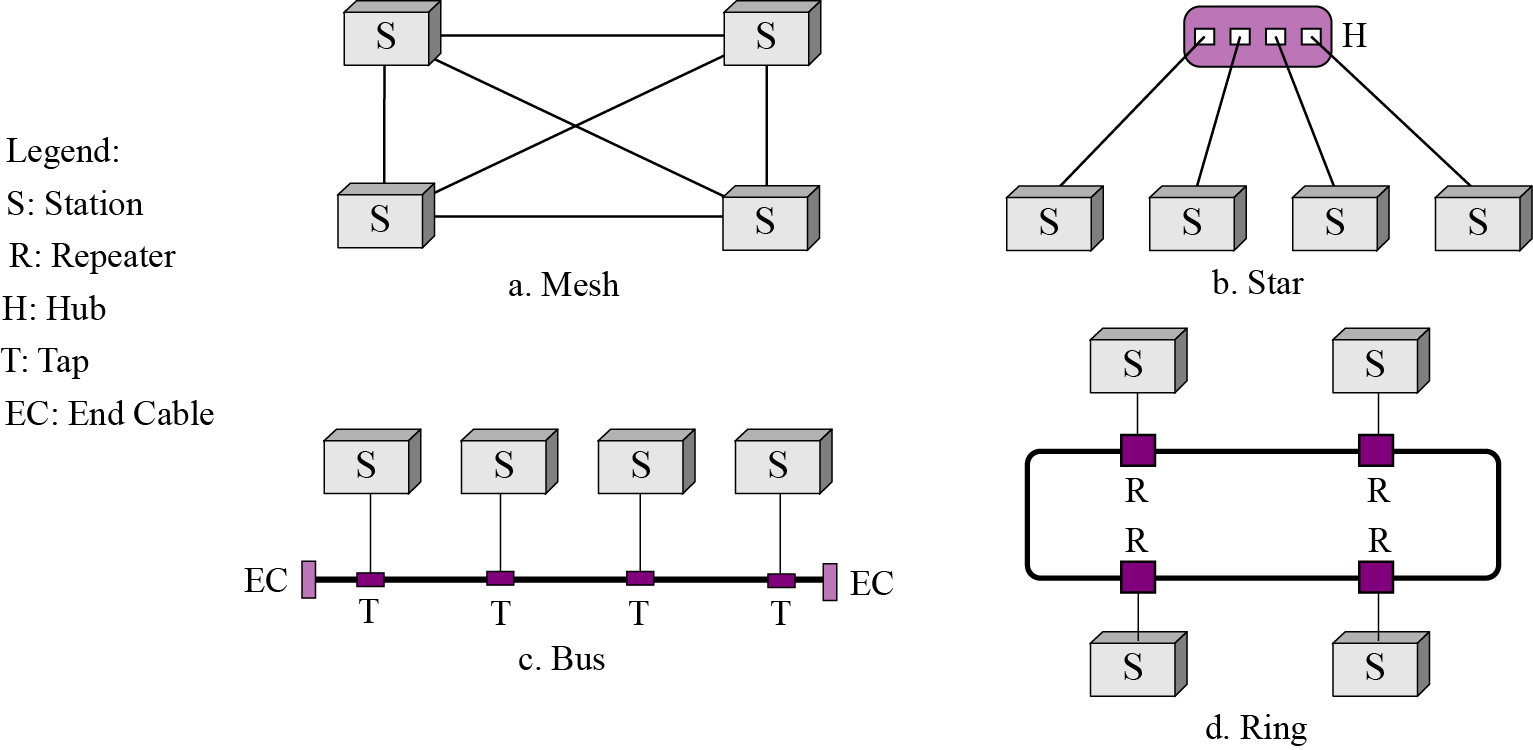 Legend:
S: Station
R: Repeater
H: Hub
T: Tap
EC: End Cable
S S
S S
a. Mesh
H
S S S S
b. Star
S S S S
EC EC
T T T T
c. Bus
S S
R R
R R
S S
d. Ring